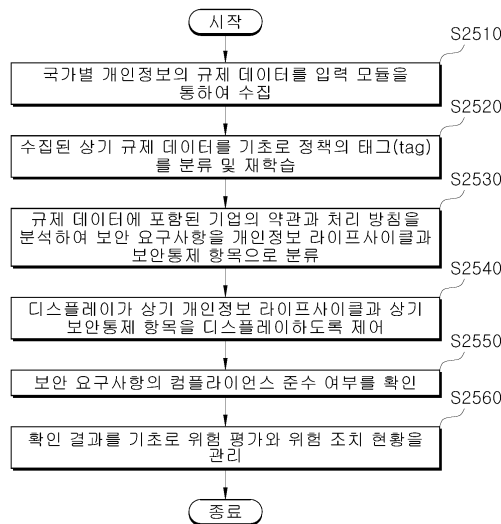 시작
S2510
국가별 개인정보의 규제 데이터를 입력 모듈을
통하여 수집
S2520
수집된 상기 규제 데이터를 기초로 정책의 태그(tag)
를 분류 및 재학습
S2530
규제 데이터에 포함된 기업의 약관과 처리 방침을
분석하여 보안 요구사항을 개인정보 라이프사이클과
보안통제 항목으로 분류
S2540
디스플레이가 상기 개인정보 라이프사이클과 상기
보안통제 항목을 디스플레이하도록 제어
S2550
보안 요구사항의 컴플라이언스 준수 여부를 확인
S2560
확인 결과를 기초로 위험 평가와 위험 조치 현황을
관리
종료